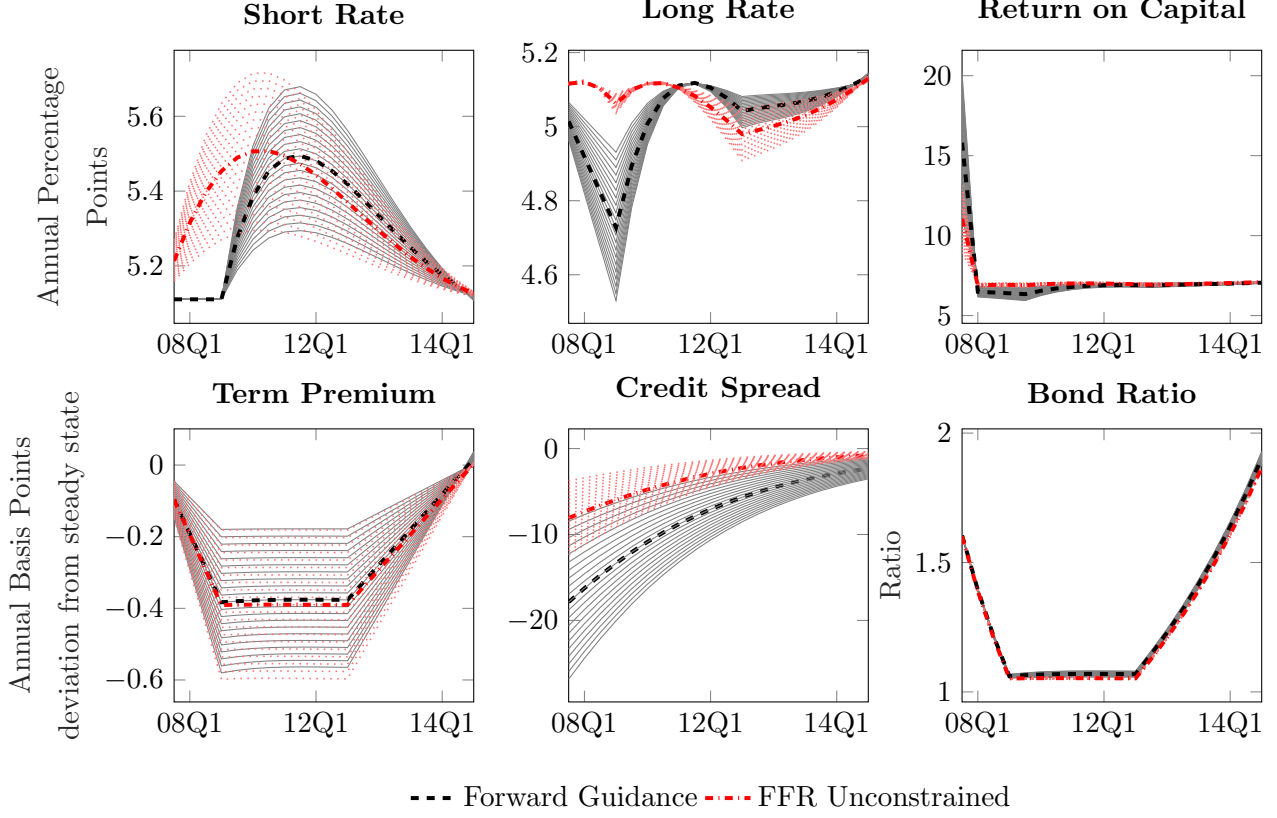 Short Rate
Long Rate
Return on Capital
Annual Percentage
Points
5.6
5.4
5.2
08Q1 12Q1 14Q1
5.2
5
4.8
4.6
08Q1 12Q1 14Q1
20
15
10
5
08Q1 12Q1 14Q1
Term Premium
Credit Spread
Bond Ratio
Annual Basis Points
deviation from steady state
0
−0.2
−0.4
−0.6
08Q1 12Q1 14Q1
0
−10
−20
08Q1 12Q1 14Q1
Ratio
2
1.5
1
08Q1 12Q1 14Q1
Forward Guidance FFR Unconstrained